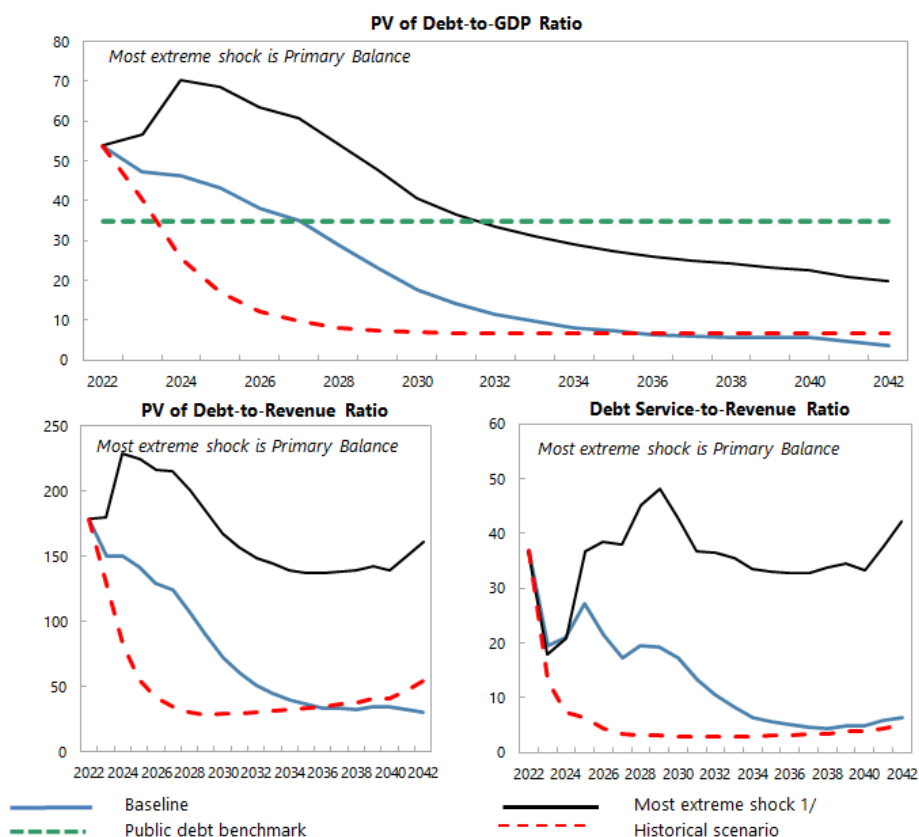 PV of Debt-to-GDP Ratio
Most extreme shock is Primary Balance
80
70
60
50
40
30
20
10
0
2022 2024 2026 2028 2030 2032 2034 2036 2038 2040 2042
PV of Debt-to-Revenue Ratio
Most extreme shock is Primary Balance
250
200
150
100
50
0
2022 2024 2026 2028 2030 2032 2034 2036 2038 2040 2042
Debt Service-to-Revenue Ratio
Most extreme shock is Primary Balance
60
50
40
30
20
10
0
2022 2024 2026 2028 2030 2032 2034 2036 2038 2040 2042
Baseline
Most extreme shock 1/
Public debt benchmark
Historical scenario